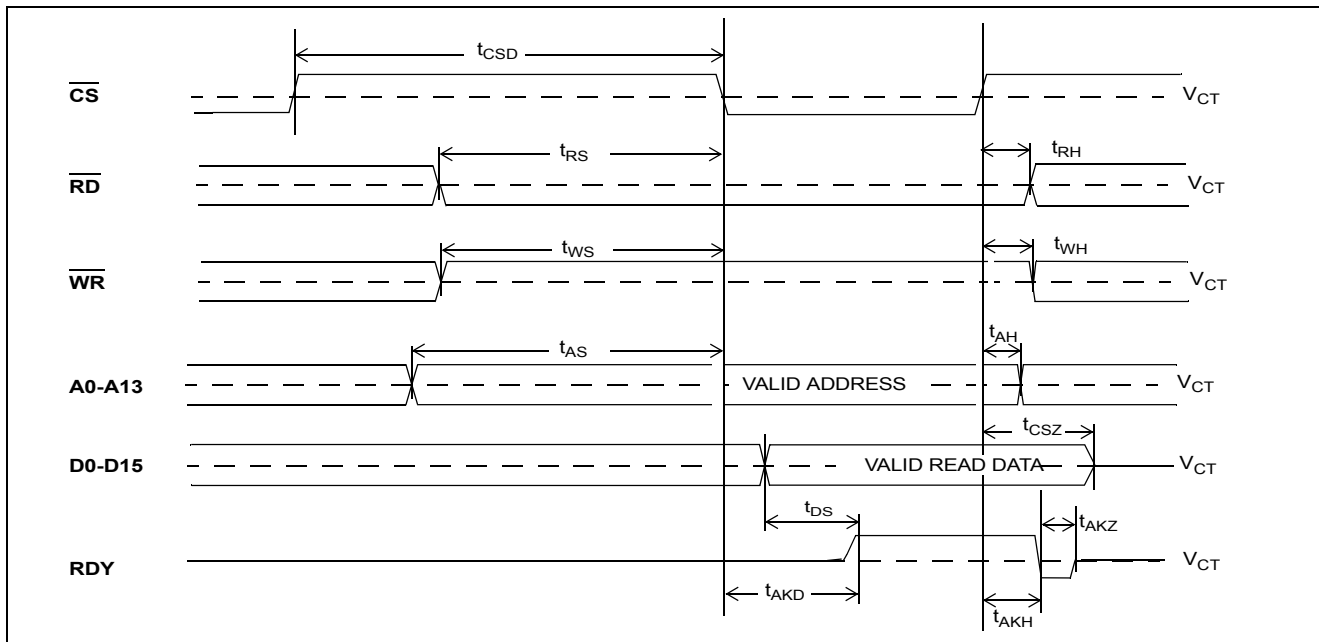 tCSD
CS VCT
tRS tRH
RD VCT
tWS tWH
WR VCT
tAS tAH
A0-A13 VALID ADDRESS VCT
tCSZ
D0-D15 VALID READ DATA VCT
tDS tAKZ
RDY VCT
tAKD tAKH